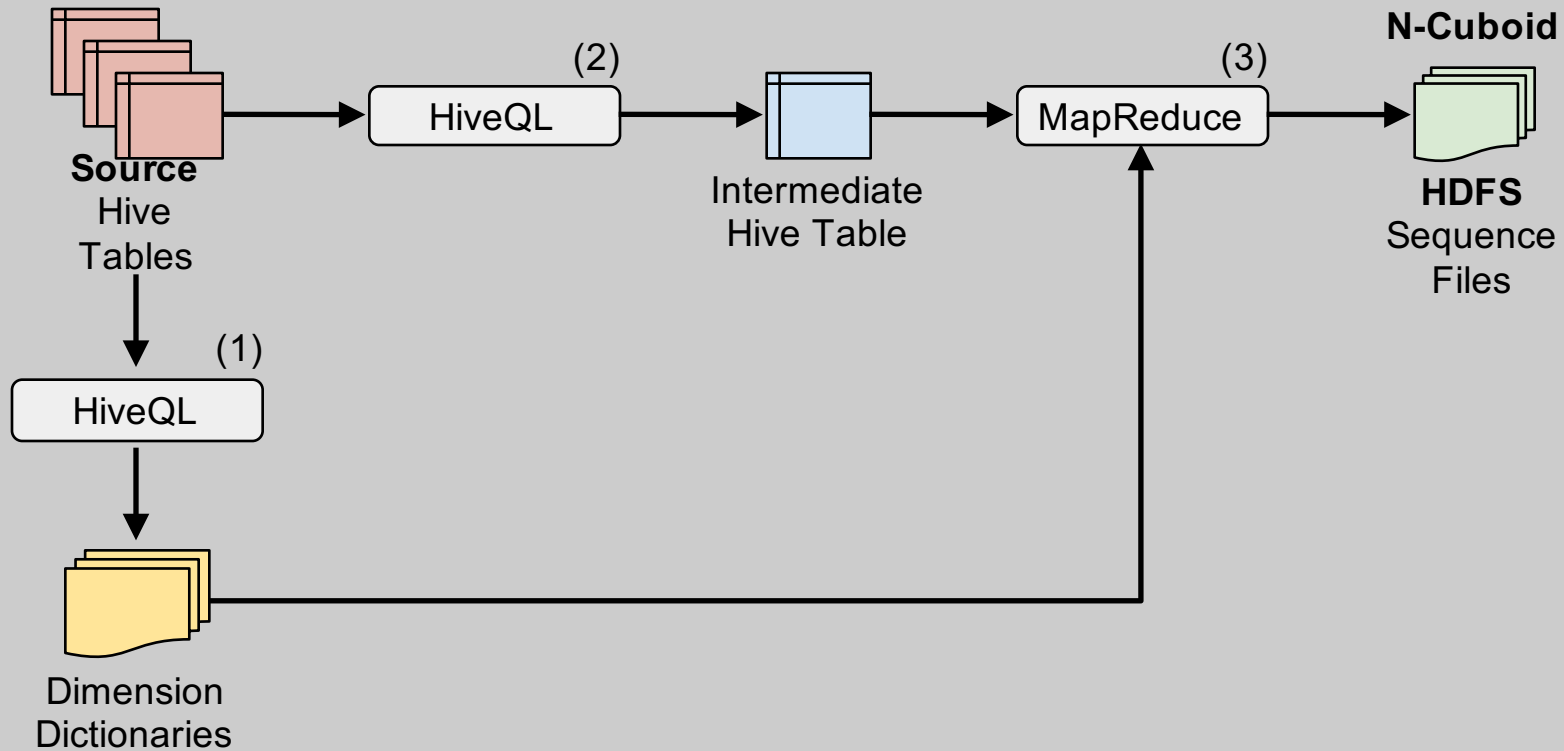 N-Cuboid
(2)
(3)
HiveQL
MapReduce
Source
Hive
Tables
Intermediate
Hive Table
HDFS
Sequence
Files
(1)
HiveQL
Dimension
Dictionaries